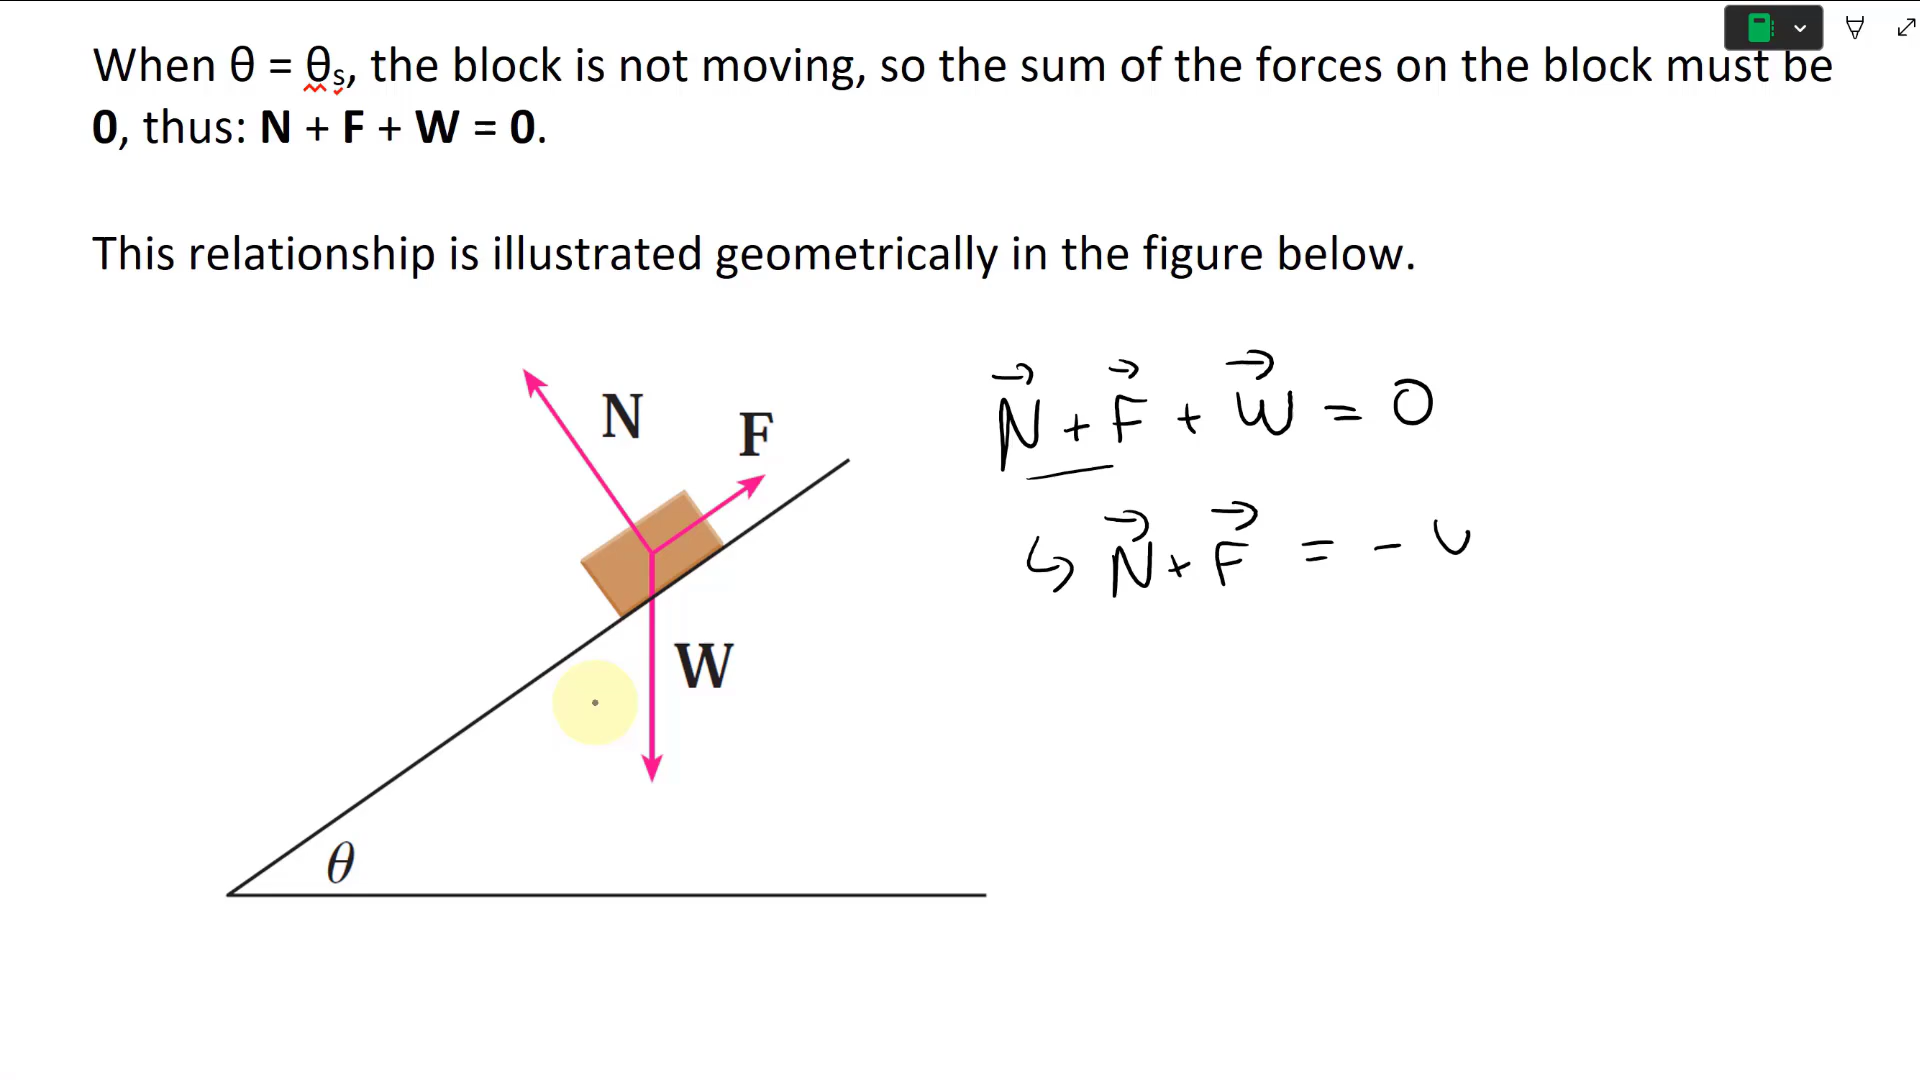 When θ = θs, the block is not moving, so the sum of the forces on the block must be
0, thus: N + F + W = 0.
This relationship is illustrated geometrically in the figure below.
N
F
W
θ
N⃗ + F⃗ + W⃗ = 0
↳ N⃗ + F⃗ = -